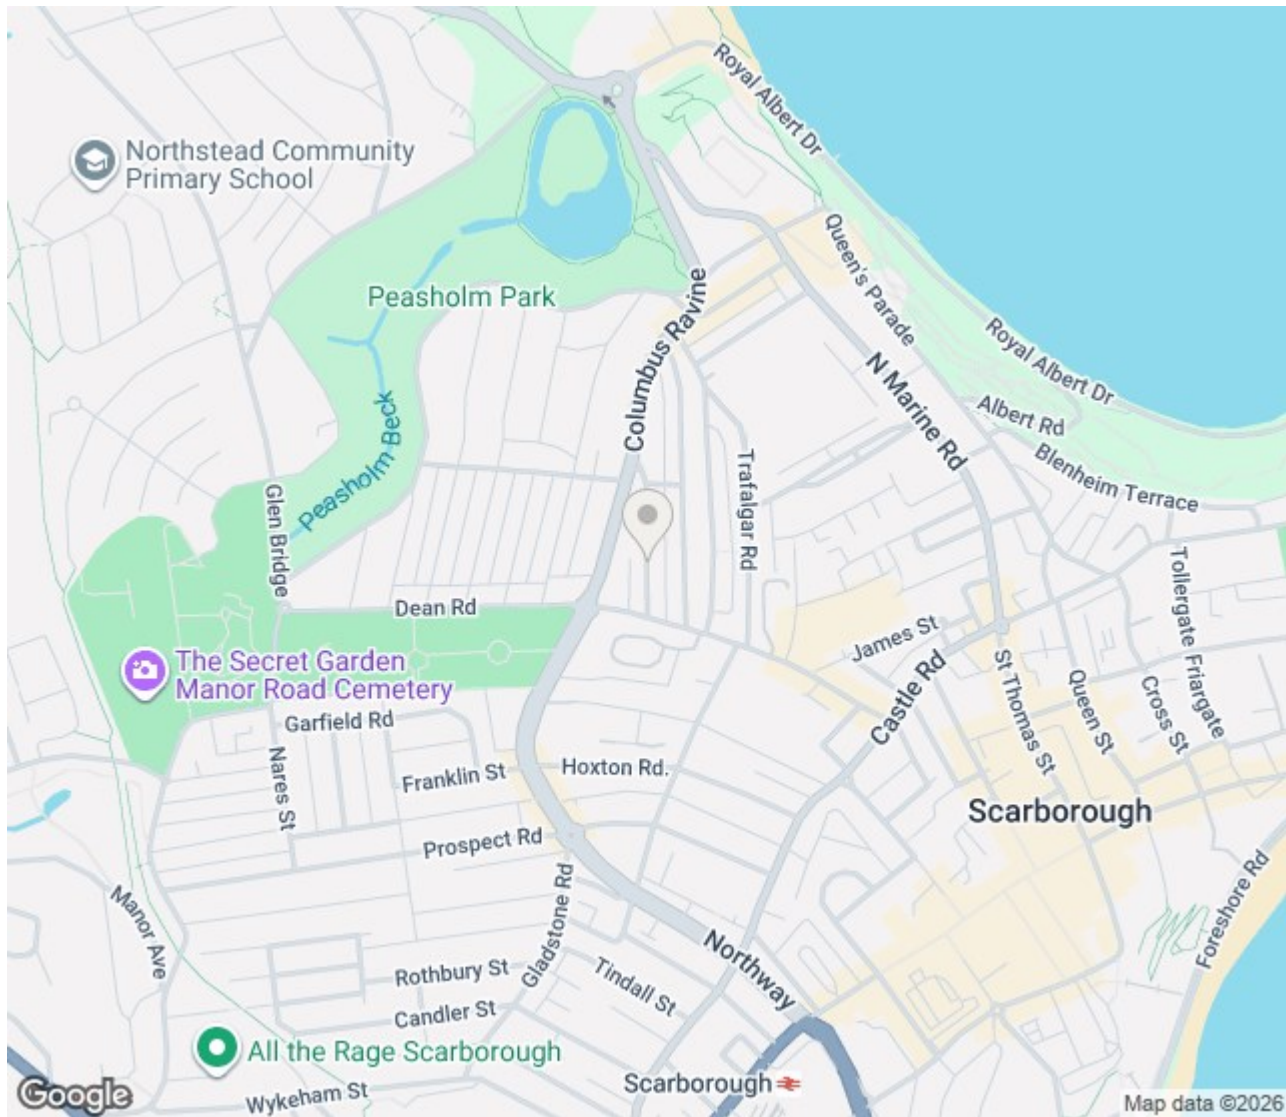 Royal Albert Dr
Northstead Community
Primary School
Queen's Parade
Peasholm Park
Columbus Ravine
Royal Albert Dr
N Marine Rd
Albert Rd
Peasholm Beck
Blenheim Terrace
Trafalgar Rd
Glen Bridge
Tollergate
Friargate
Dean Rd
James St
The Secret Garden
Manor Road Cemetery
Castle Rd
St Thomas St
Queen St
Cross St
Garfield Rd
Nares St
Franklin St
Hoxton Rd.
Scarborough
Prospect Rd
Manor Ave
Gladstone Rd
Foreshore Rd
Northway
Rothbury St
Tindall St
Candler St
All the Rage Scarborough
Scarborough
Wykeham St
Google
Map data ©2026